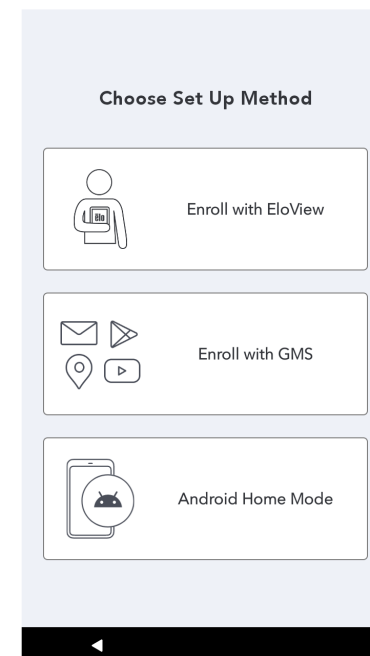 Choose Set Up Method
elo
Enroll with EloView
Enroll with GMS
Android Home Mode